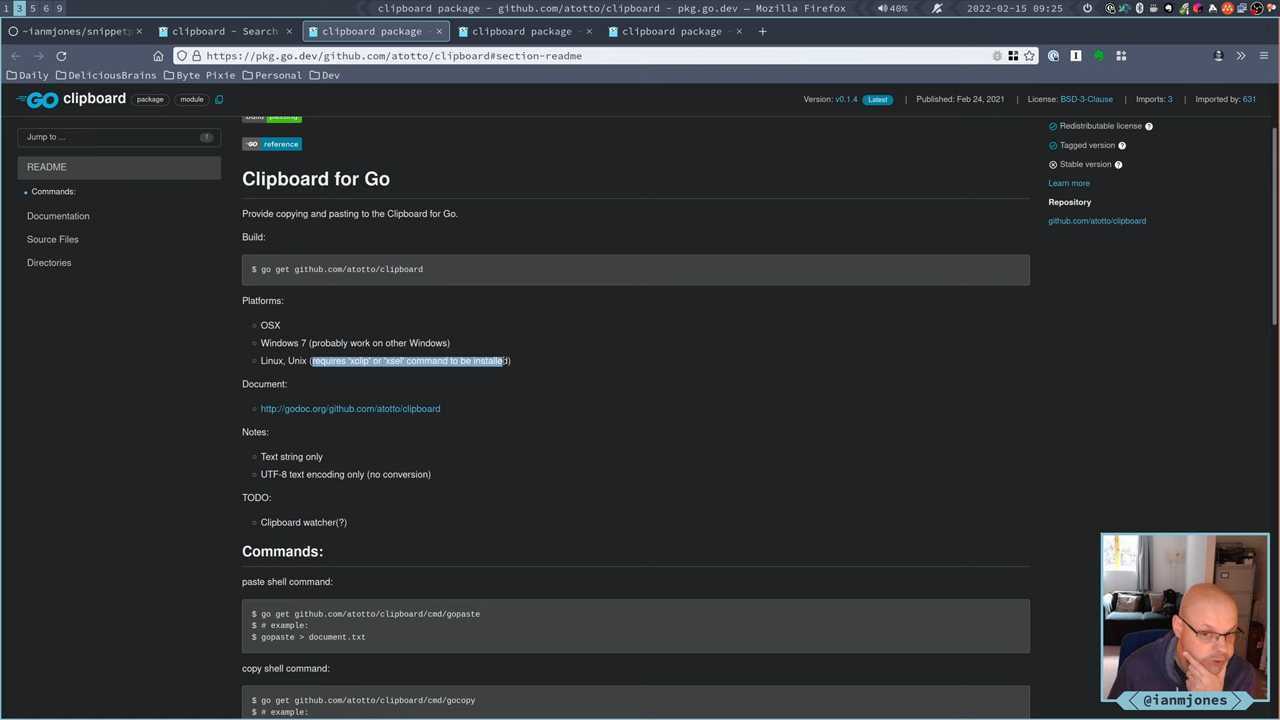 1 3 5 6 9
clipboard package - github.com/atotto/clipboard - pkg.go.dev — Mozilla Firefox
40%
2022-02-15 09:25
~ianmjones/snippetp
clipboard - Search
clipboard package
clipboard package
clipboard package
https://pkg.go.dev/github.com/atotto/clipboard#section-readme
Daily DeliciousBrains Byte Pixie Personal Dev
GO clipboard package module
Version: v0.1.4 Latest | Published: Feb 24, 2021 | License: BSD-3-Clause | Imports: 3 | Imported by: 631
Jump to ... f
README
Commands:
Documentation
Source Files
Directories
build passing
GO reference
Clipboard for Go
Provide copying and pasting to the Clipboard for Go.
Build:
$ go get github.com/atotto/clipboard
Platforms:
OSX
Windows 7 (probably work on other Windows)
Linux, Unix (requires 'xclip' or 'xsel' command to be installed)
Document:
http://godoc.org/github.com/atotto/clipboard
Notes:
Text string only
UTF-8 text encoding only (no conversion)
TODO:
Clipboard watcher(?)
Commands:
paste shell command:
$ go get github.com/atotto/clipboard/cmd/gopaste
$ # example:
$ gopaste > document.txt
copy shell command:
$ go get github.com/atotto/clipboard/cmd/gocopy
$ # example:
Redistributable license ?
Tagged version ?
Stable version ?
Learn more
Repository
github.com/atotto/clipboard
@ianmjones